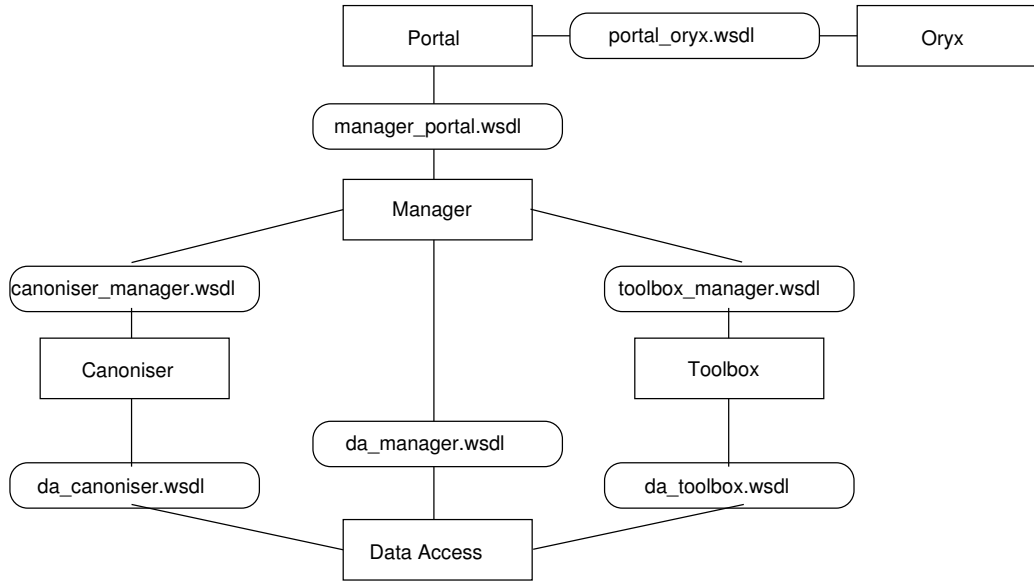 Portal
portal_oryx.wsdl
Oryx
manager_portal.wsdl
Manager
canoniser_manager.wsdl
toolbox_manager.wsdl
Canoniser
Toolbox
da_manager.wsdl
da_canoniser.wsdl
da_toolbox.wsdl
Data Access